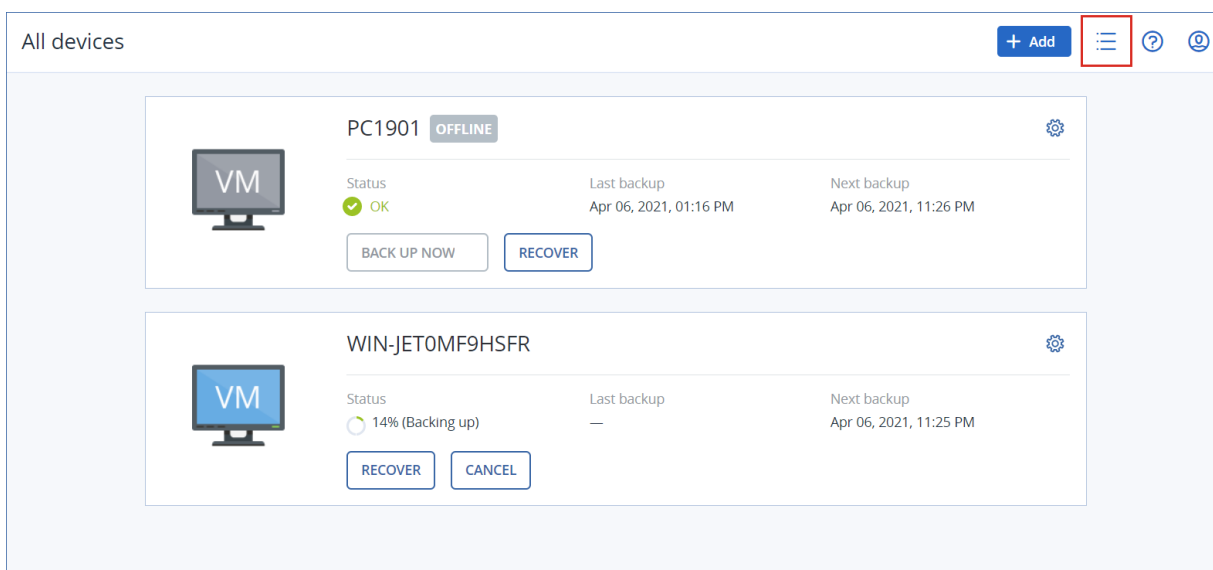 All devices
+ Add
PC1901 OFFLINE
VM
Status Last backup Next backup
OK Apr 06, 2021, 01:16 PM Apr 06, 2021, 11:26 PM
BACK UP NOW RECOVER
WIN-JET0MF9HSFR
VM
Status Last backup Next backup
14% (Backing up) — Apr 06, 2021, 11:25 PM
RECOVER CANCEL